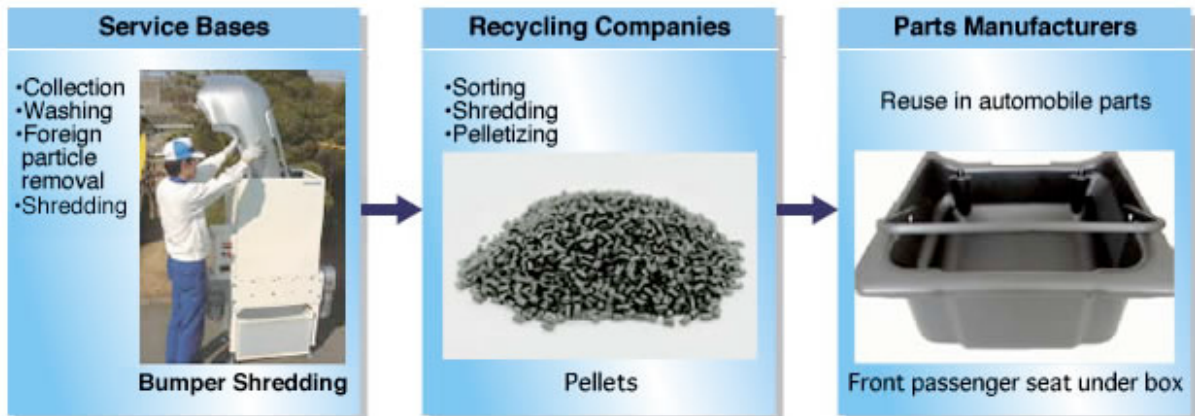 Service Bases
•Collection
•Washing
•Foreign
particle
removal
•Shredding
Bumper Shredding
Recycling Companies
•Sorting
•Shredding
•Pelletizing
Pellets
Parts Manufacturers
Reuse in automobile parts
Front passenger seat under box